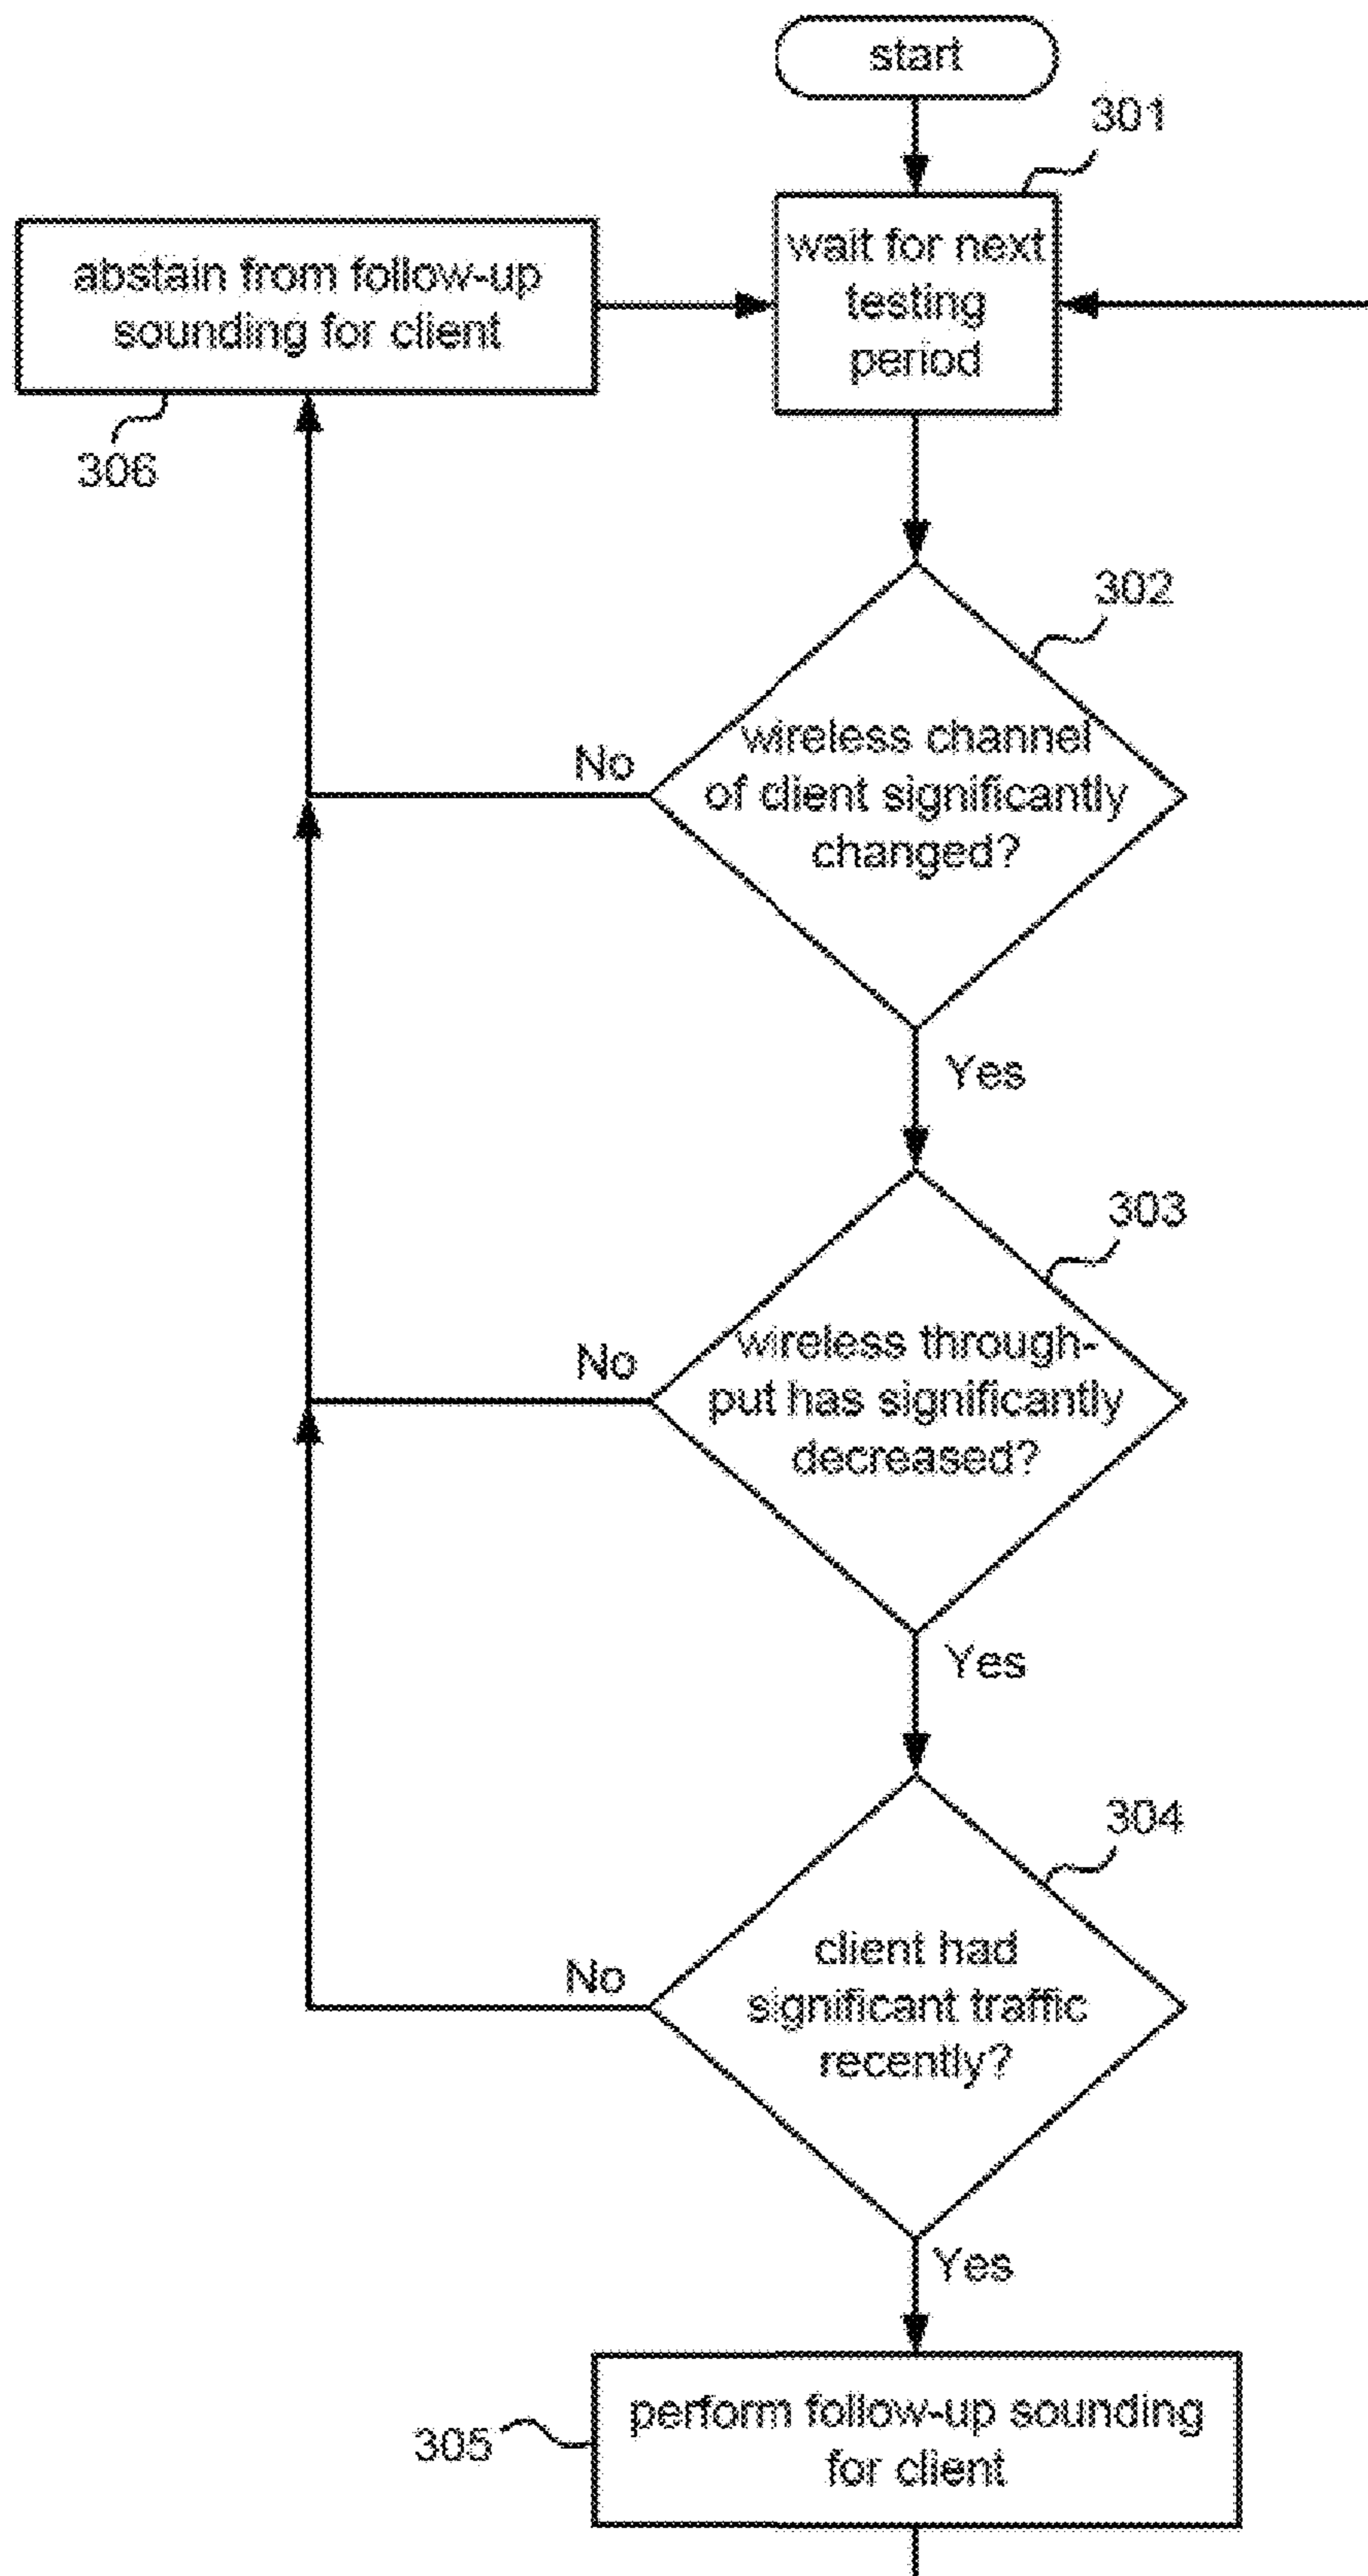 start
301
wait for next
testing
period
abstain from follow-up
sounding for client
306
302
wireless channel
of client significantly
changed?
No
Yes
303
wireless through-
put has significantly
decreased?
No
Yes
304
client had
significant traffic
recently?
No
Yes
305
perform follow-up sounding
for client